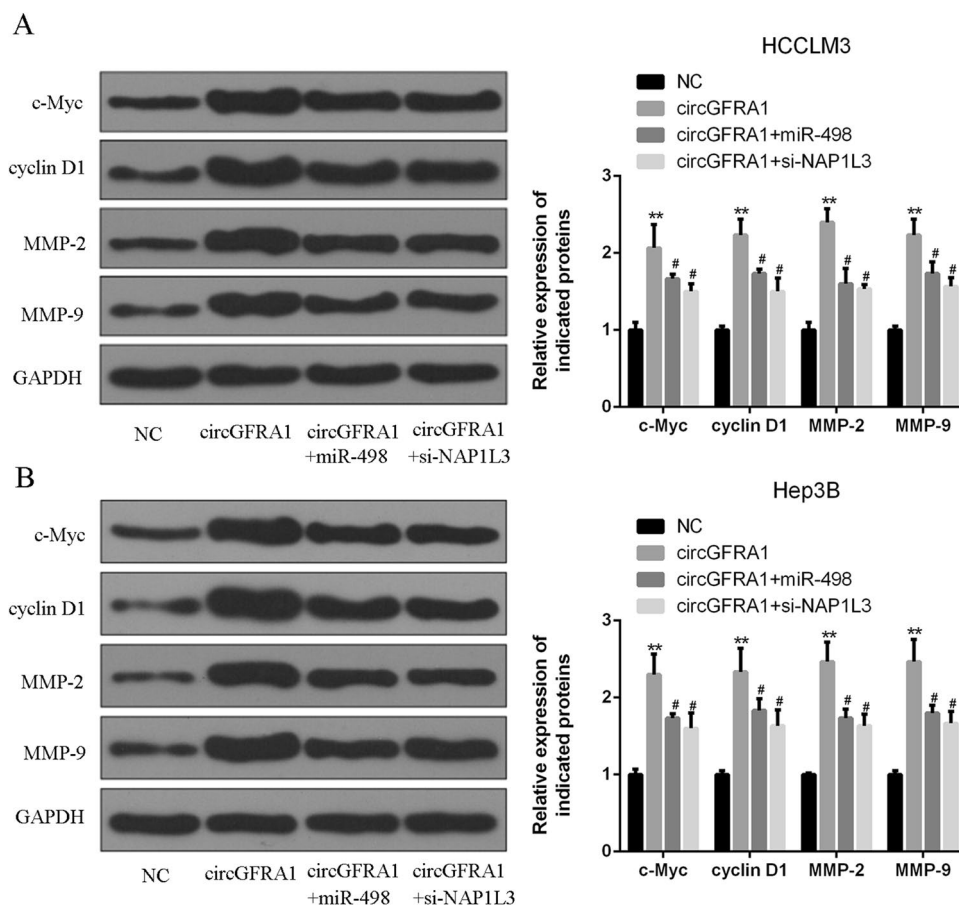 A
c-Myc
cyclin D1
MMP-2
MMP-9
GAPDH
NC
circGFRA1
circGFRA1
+miR-498
circGFRA1
+si-NAP1L3
HCCLM3
NC
circGFRA1
circGFRA1+miR-498
circGFRA1+si-NAP1L3
Relative expression of
indicated proteins
3
2
1
0
** # #
** # #
** # #
** # #
c-Myc cyclin D1 MMP-2 MMP-9
B
c-Myc
cyclin D1
MMP-2
MMP-9
GAPDH
NC
circGFRA1
circGFRA1
+miR-498
circGFRA1
+si-NAP1L3
Hep3B
NC
circGFRA1
circGFRA1+miR-498
circGFRA1+si-NAP1L3
Relative expression of
indicated proteins
3
2
1
0
** # #
** # #
** # #
** # #
c-Myc cyclin D1 MMP-2 MMP-9